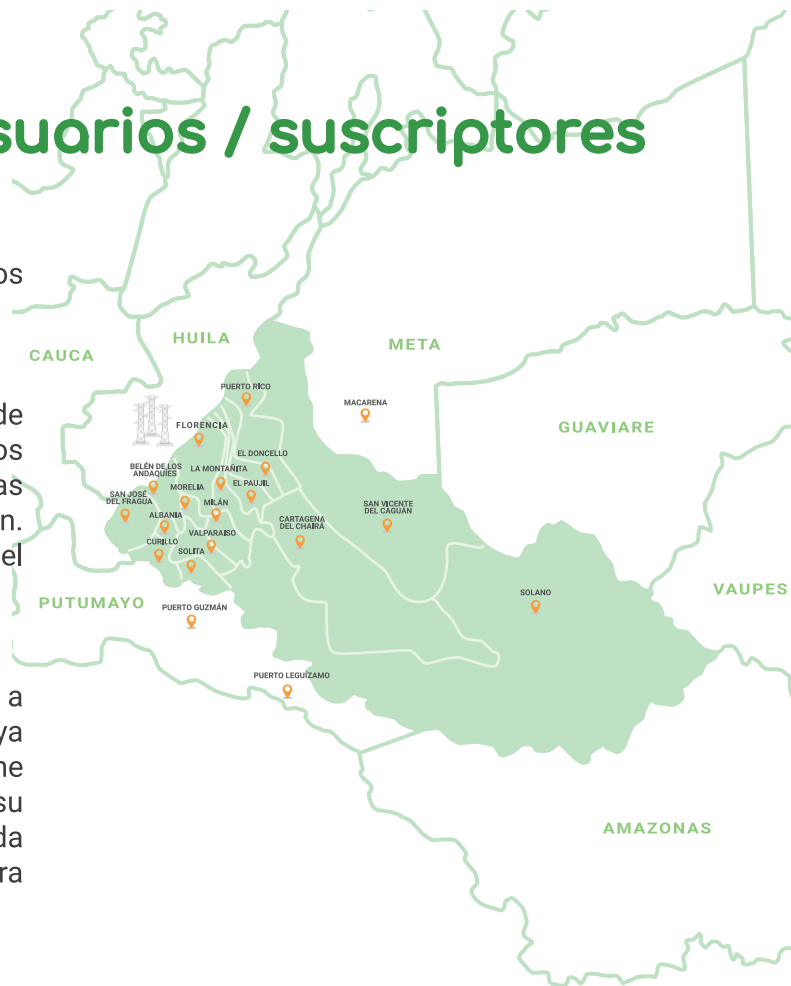 suarios / suscriptores
os
de
os
as
n.
el
a
ya
ne
su
da
ra
HUILA
META
CAUCA
PUERTO RICO
MACARENA
FLORENCIA
GUAVIARE
EL DONCELLO
BELÉN DE LOS
ANDAQUÍES
LA MONTAÑITA
EL PAUJIL
SAN JOSÉ
DEL FRAGUA
MORELIA
MILÁN
ALBANIA
SAN VICENTE
DEL CAGUÁN
CARTAGENA
DEL CHAIRÁ
VALPARAISO
CURILLO
SOLITA
SOLANO
VAUPES
PUTUMAYO
PUERTO GUZMÁN
PUERTO LEGUÍZAMO
AMAZONAS